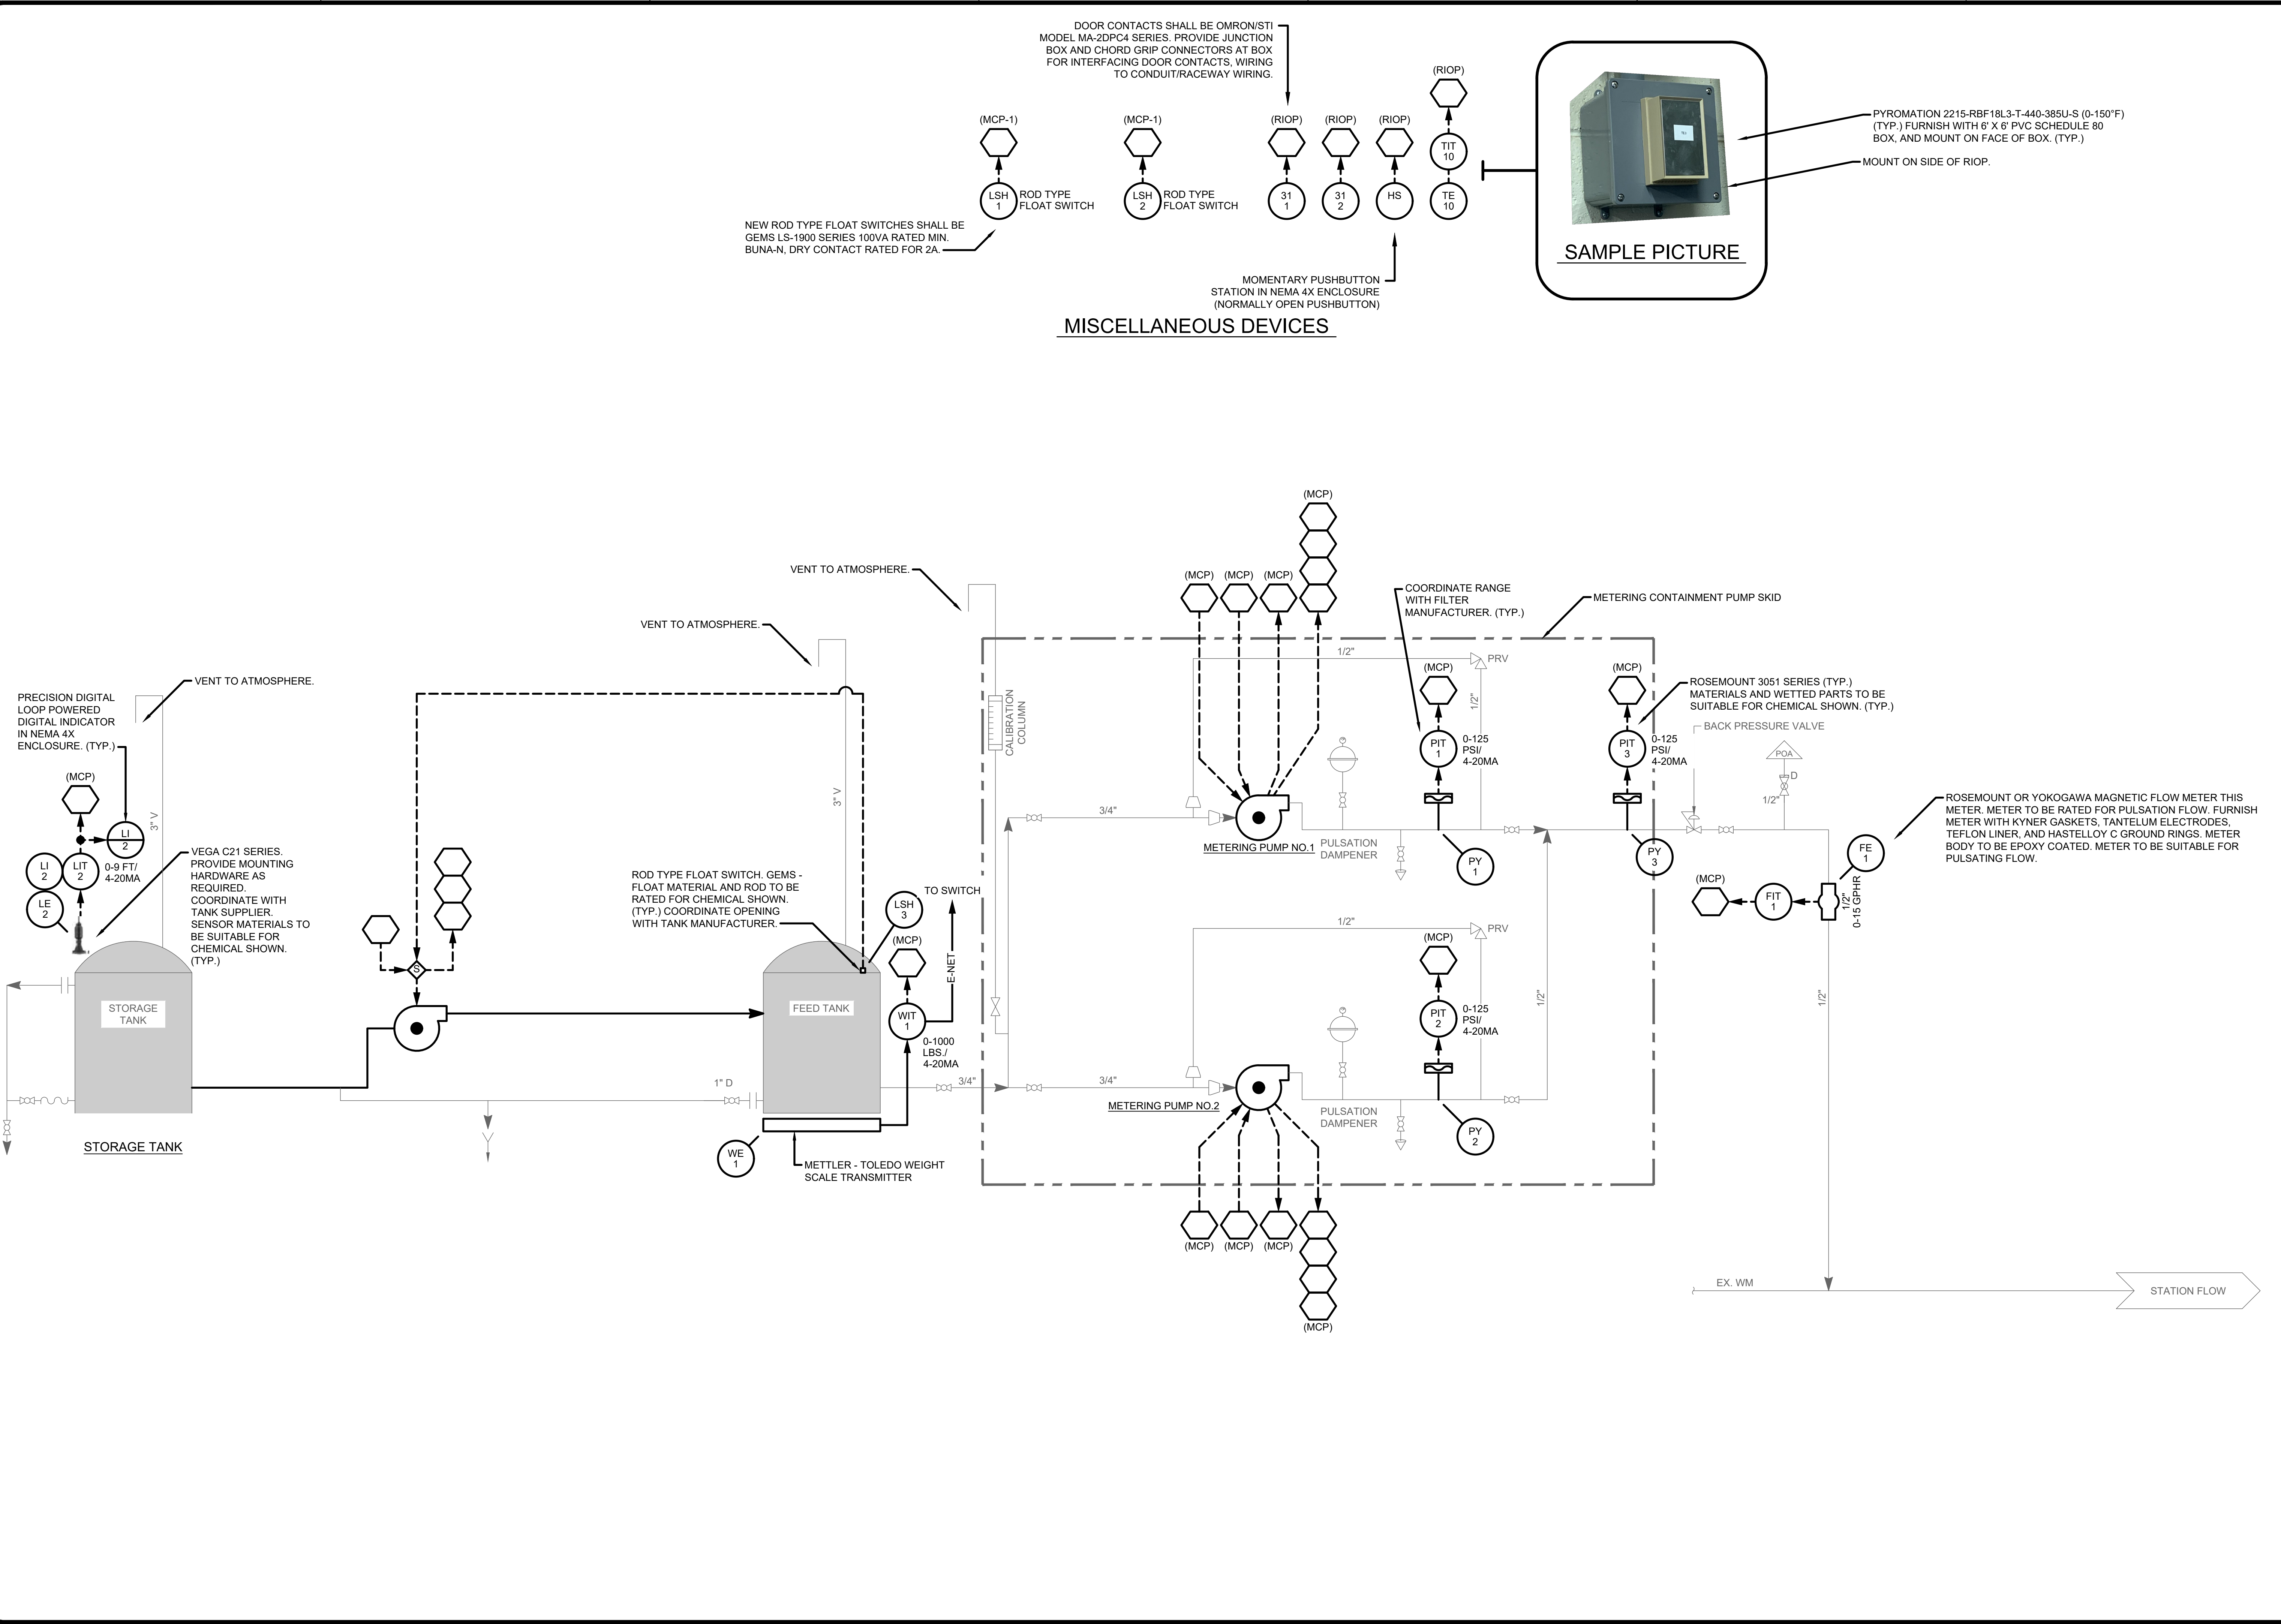 DOOR CONTACTS SHALL BE OMRON/STI
MODEL MA-2DPC4 SERIES. PROVIDE JUNCTION
BOX AND CHORD GRIP CONNECTORS AT BOX
FOR INTERFACING DOOR CONTACTS, WIRING
TO CONDUIT/RACEWAY WIRING.
(MCP-1)
LSH
1
ROD TYPE
FLOAT SWITCH
(MCP-1)
LSH
2
ROD TYPE
FLOAT SWITCH
(RIOP)
31
1
(RIOP)
31
2
(RIOP)
HS
(RIOP)
TIT
10
TE
10
NEW ROD TYPE FLOAT SWITCHES SHALL BE
GEMS LS-1900 SERIES 100VA RATED MIN.
BUNA-N, DRY CONTACT RATED FOR 2A.
MOMENTARY PUSHBUTTON
STATION IN NEMA 4X ENCLOSURE
(NORMALLY OPEN PUSHBUTTON)
MISCELLANEOUS DEVICES
SAMPLE PICTURE
PYROMATION 2215-RBF18L3-T-440-385U-S (0-150°F)
(TYP.) FURNISH WITH 6' X 6' PVC SCHEDULE 80
BOX, AND MOUNT ON FACE OF BOX. (TYP.)
MOUNT ON SIDE OF RIOP.
VENT TO ATMOSPHERE.
PRECISION DIGITAL
LOOP POWERED
DIGITAL INDICATOR
IN NEMA 4X
ENCLOSURE. (TYP.)
(MCP)
LI
2
3" V
LI
2
LIT
2
0-9 FT/
4-20MA
LE
2
VEGA C21 SERIES.
PROVIDE MOUNTING
HARDWARE AS
REQUIRED.
COORDINATE WITH
TANK SUPPLIER.
SENSOR MATERIALS TO
BE SUITABLE FOR
CHEMICAL SHOWN.
(TYP.)
STORAGE
TANK
STORAGE TANK
S
VENT TO ATMOSPHERE.
VENT TO ATMOSPHERE.
3" V
ROD TYPE FLOAT SWITCH. GEMS -
FLOAT MATERIAL AND ROD TO BE
RATED FOR CHEMICAL SHOWN.
(TYP.) COORDINATE OPENING
WITH TANK MANUFACTURER.
LSH
3
TO SWITCH
(MCP)
E-NET
FEED TANK
WIT
1
0-1000
LBS./
4-20MA
1" D
3/4"
WE
1
METTLER - TOLEDO WEIGHT
SCALE TRANSMITTER
CALIBRATION
COLUMN
(MCP)
(MCP)
(MCP)
(MCP)
COORDINATE RANGE
WITH FILTER
MANUFACTURER. (TYP.)
METERING CONTAINMENT PUMP SKID
1/2"
PRV
1/2"
(MCP)
PIT
1
0-125
PSI/
4-20MA
3/4"
METERING PUMP NO.1
PULSATION
DAMPENER
PY
1
(MCP)
PIT
3
0-125
PSI/
4-20MA
PY
3
ROSEMOUNT 3051 SERIES (TYP.)
MATERIALS AND WETTED PARTS TO BE
SUITABLE FOR CHEMICAL SHOWN. (TYP.)
BACK PRESSURE VALVE
POA
D
1/2"
ROSEMOUNT OR YOKOGAWA MAGNETIC FLOW METER THIS
METER. METER TO BE RATED FOR PULSATION FLOW. FURNISH
METER WITH KYNER GASKETS, TANTELUM ELECTRODES,
TEFLON LINER, AND HASTELLOY C GROUND RINGS. METER
BODY TO BE EPOXY COATED. METER TO BE SUITABLE FOR
PULSATING FLOW.
FE
1
(MCP)
FIT
1
1/2"
0-15 GPHR
1/2"
1/2"
PRV
(MCP)
PIT
2
0-125
PSI/
4-20MA
1/2"
3/4"
METERING PUMP NO.2
PULSATION
DAMPENER
PY
2
(MCP)
(MCP)
(MCP)
(MCP)
EX. WM
STATION FLOW